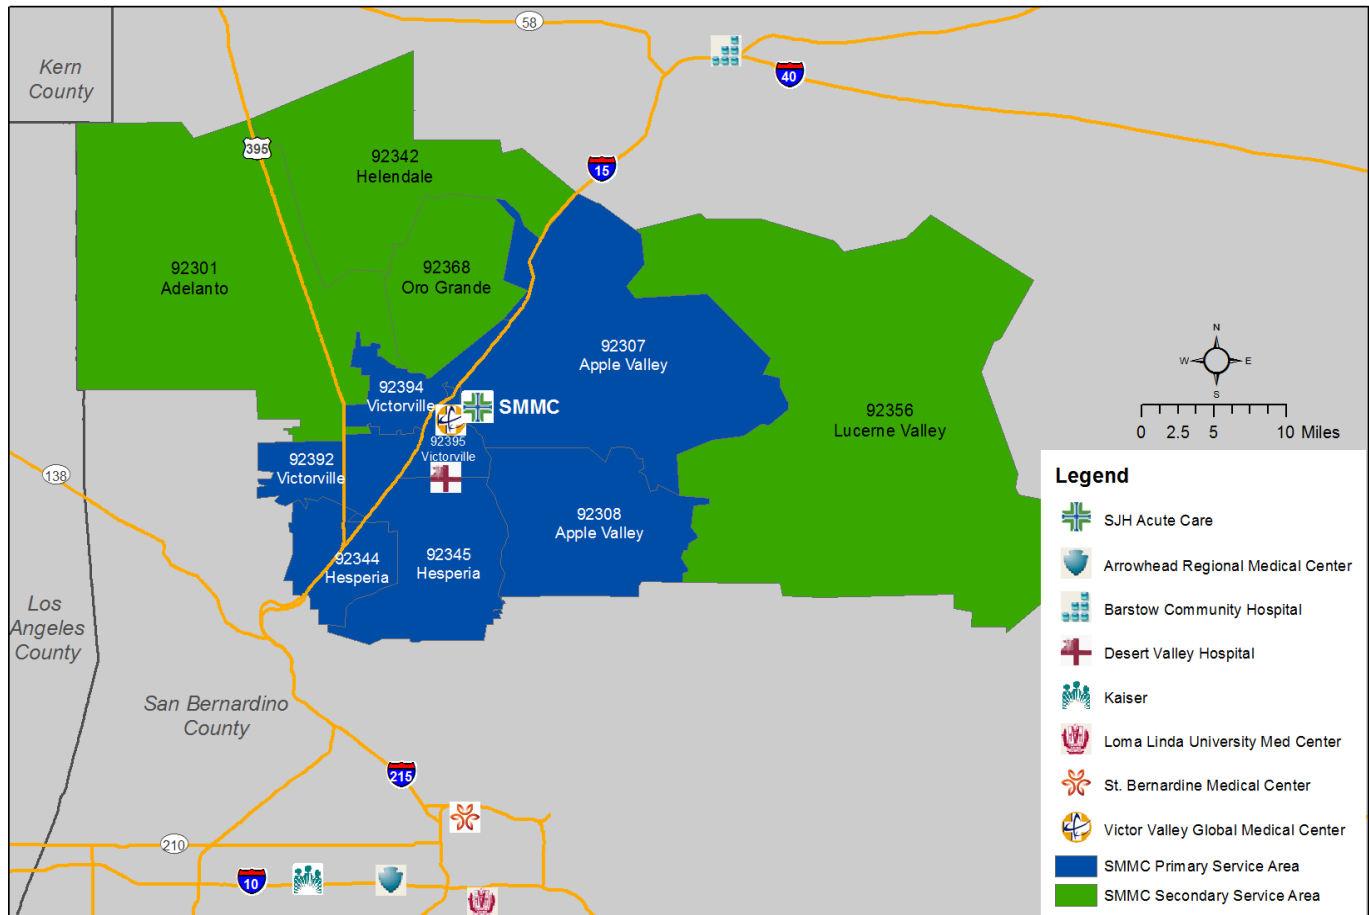 58
Kern
County
40
395
92342
Helendale
15
92301
Adelanto
92368
Oro Grande
92307
Apple Valley
N
W
E
S
92394
Victorville
SMMC
92356
Lucerne Valley
0 2.5 5 10 Miles
92395
Victorville
92392
Victorville
138
Legend
92308
Apple Valley
SJH Acute Care
92344
Hesperia
92345
Hesperia
Arrowhead Regional Medical Center
Los
Angeles
County
Barstow Community Hospital
Desert Valley Hospital
San Bernardino
County
Kaiser
Loma Linda University Med Center
215
St. Bernardine Medical Center
Victor Valley Global Medical Center
210
SMMC Primary Service Area
10
SMMC Secondary Service Area